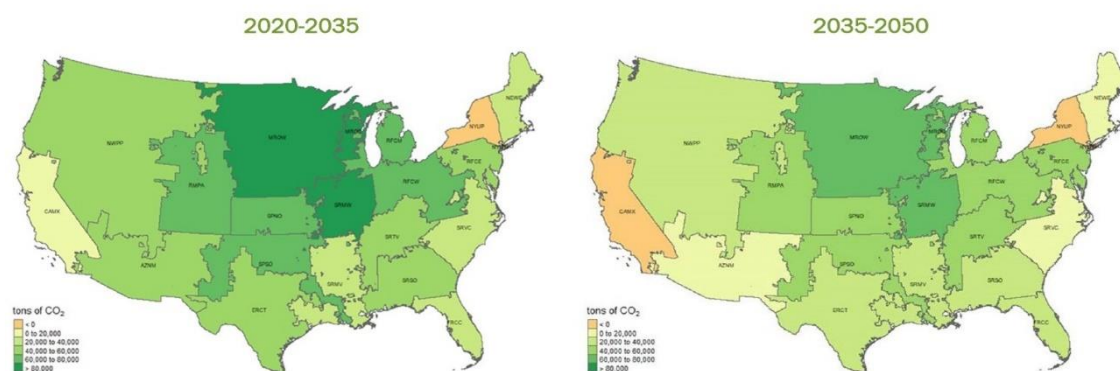 2020-2035
NWPP
MROW
MROE
RFCM
NEWE
NYUP
RFCE
RFCW
CAMX
RMPA
SPNO
SRMW
SRTV
SRVC
AZNM
SPSO
SRMV
SRSO
ERCT
FRCC
tons of CO₂
< 0
0 to 20,000
20,000 to 40,000
40,000 to 60,000
60,000 to 80,000
> 80,000
2035-2050
NWPP
MROW
MROE
RFCM
NEWE
NYUP
RFCE
RFCW
CAMX
RMPA
SPNO
SRMW
SRTV
SRVC
AZNM
SPSO
SRMV
SRSO
ERCT
FRCC
tons of CO₂
< 0
0 to 20,000
20,000 to 40,000
40,000 to 60,000
60,000 to 80,000
> 80,000